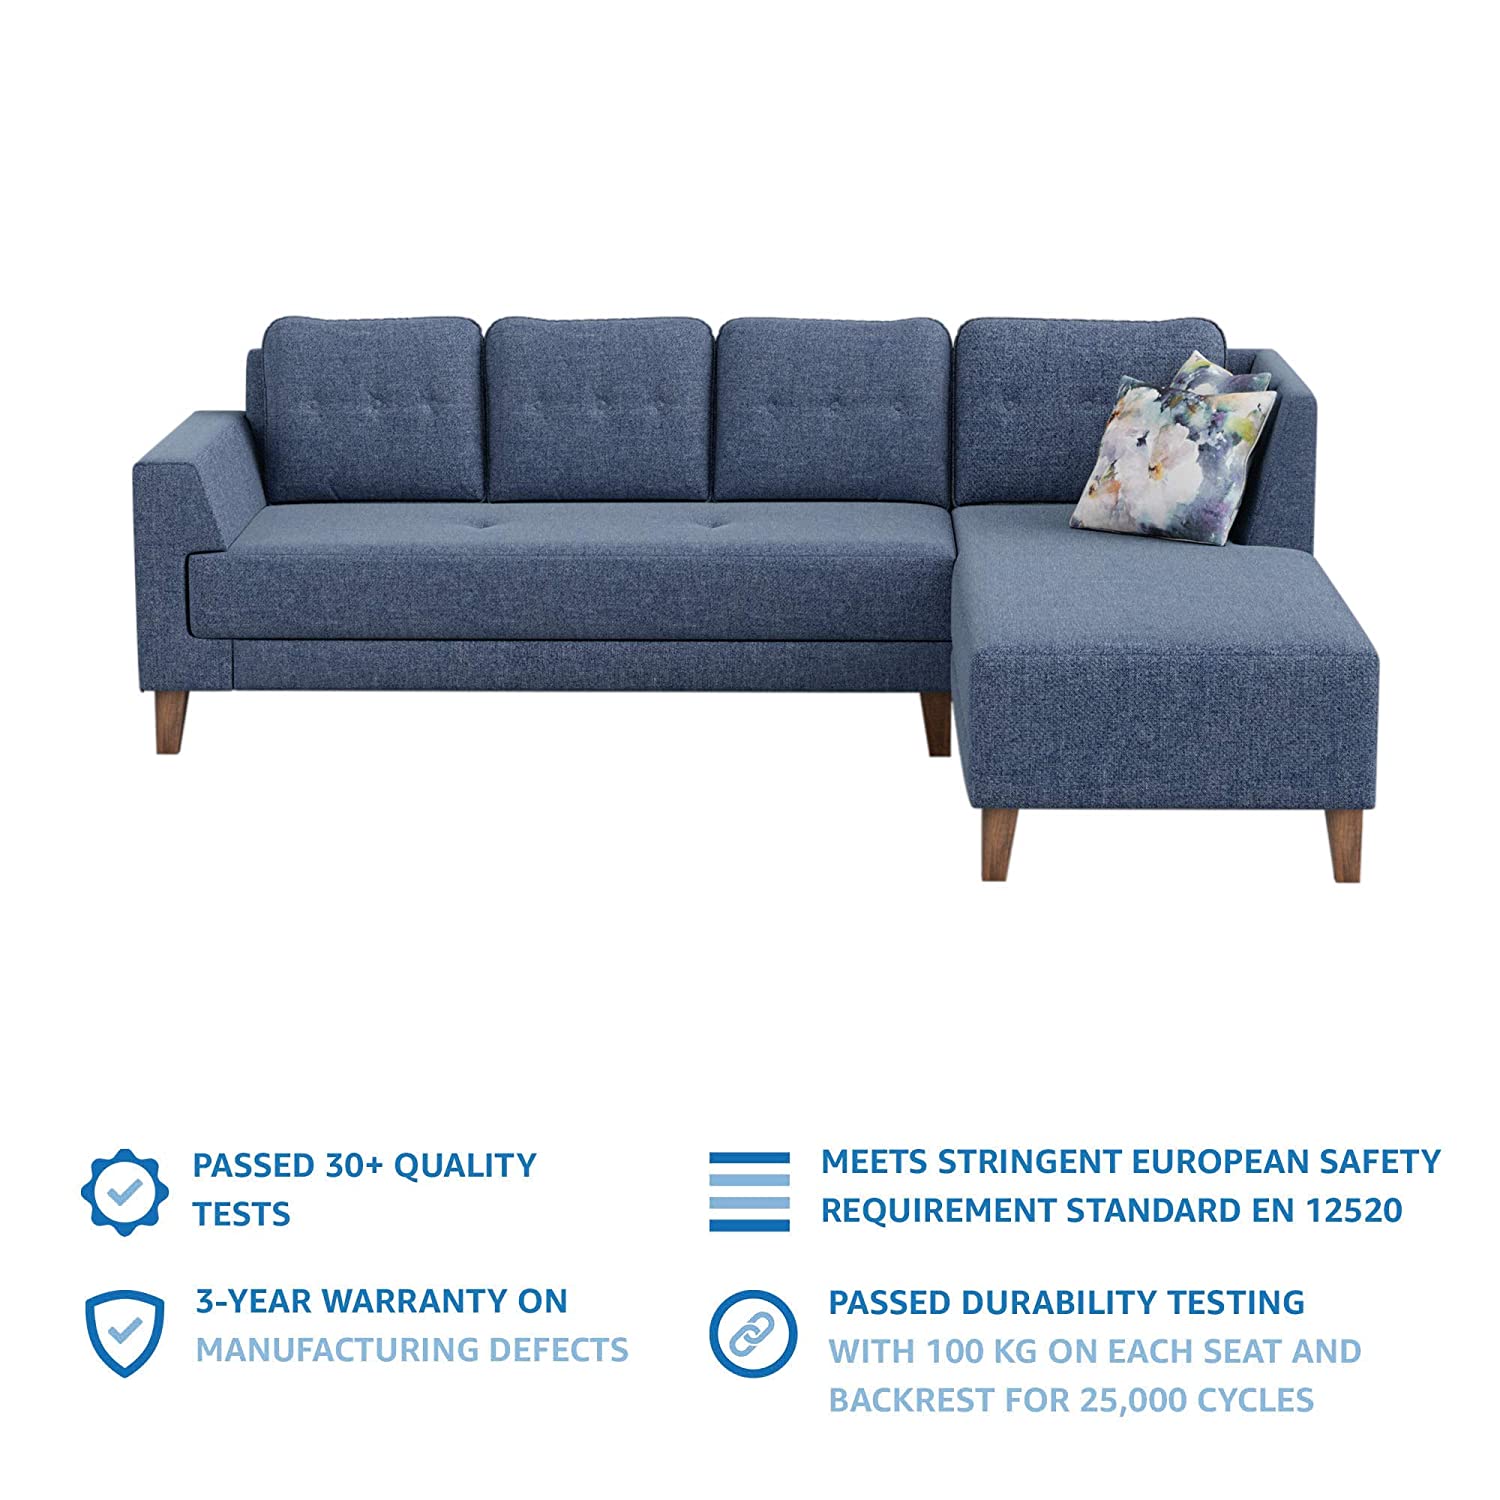 PASSED 30+ QUALITY
TESTS
MEETS STRINGENT EUROPEAN SAFETY
REQUIREMENT STANDARD EN 12520
3-YEAR WARRANTY ON
MANUFACTURING DEFECTS
PASSED DURABILITY TESTING
WITH 100 KG ON EACH SEAT AND
BACKREST FOR 25,000 CYCLES